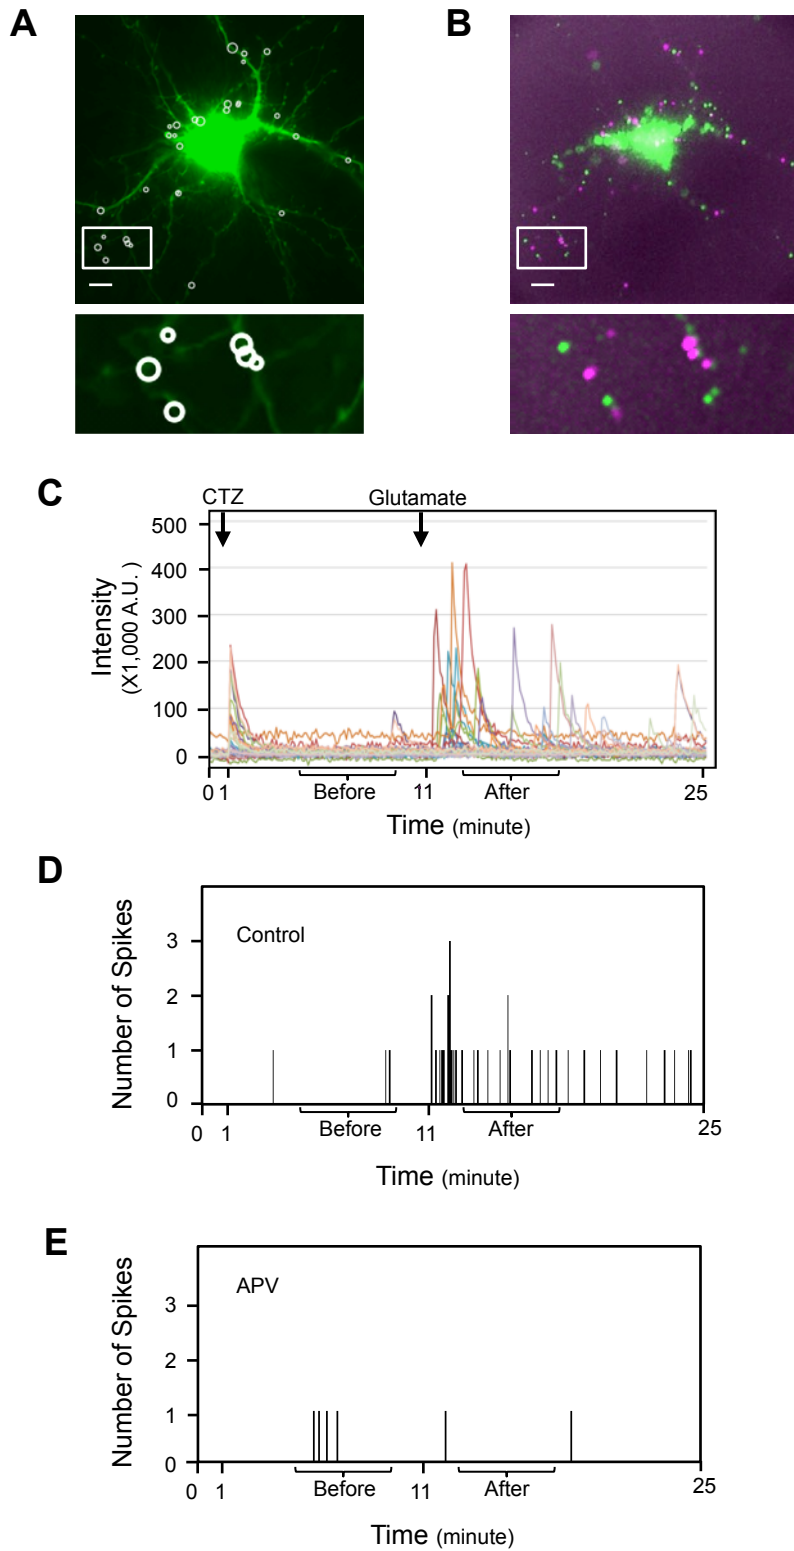 A
B
C
CTZ
Glutamate
Intensity
(X1,000 A.U. )
500
400
300
200
100
0
0 1
Before
11
After
25
Time (minute)
D
Number of Spikes
Control
3
2
1
0
0 1
Before
11
After
25
Time (minute)
E
Number of Spikes
APV
3
2
1
0
0 1
Before
11
After
25
Time (minute)